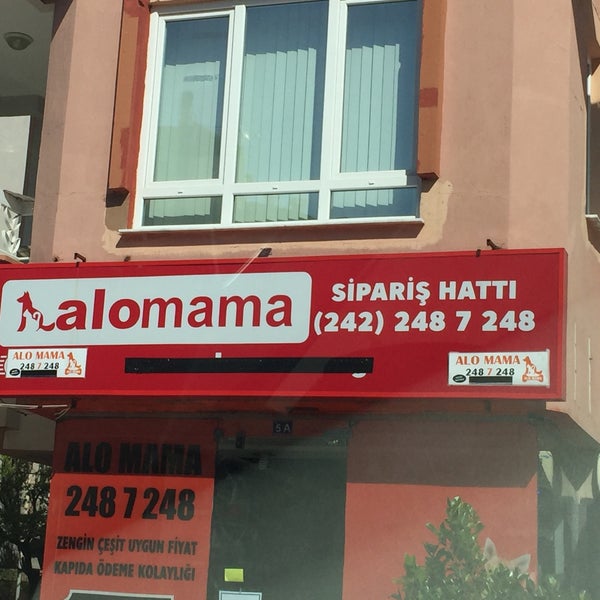 alomama
SİPARİŞ HATTI
(242) 248 7 248
ALO MAMA
248 7 248
ALO MAMA
248 7 248
5 A
ALO MAMA
248 7 248
ZENGİN ÇEŞİT UYGUN FİYAT
KAPIDA ÖDEME KOLAYLIĞI